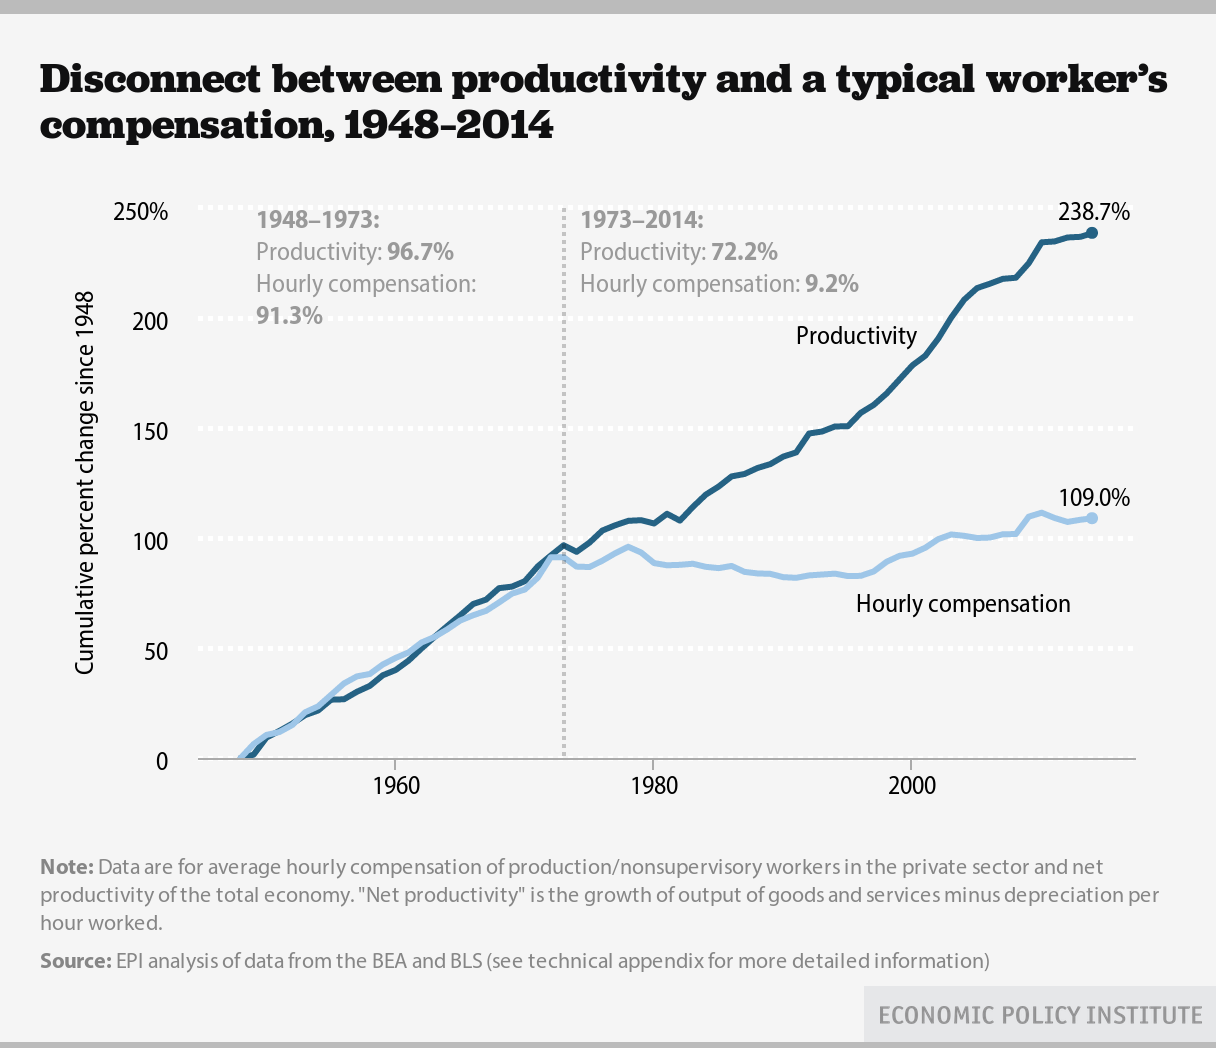 Disconnect between productivity and a typical worker’s
compensation, 1948–2014
Cumulative percent change since 1948
250%
200
150
100
50
0
1948–1973:
Productivity: 96.7%
Hourly compensation:
91.3%
1973–2014:
Productivity: 72.2%
Hourly compensation: 9.2%
238.7%
Productivity
109.0%
Hourly compensation
1960
1980
2000
Note: Data are for average hourly compensation of production/nonsupervisory workers in the private sector and net
productivity of the total economy. "Net productivity" is the growth of output of goods and services minus depreciation per
hour worked.
Source: EPI analysis of data from the BEA and BLS (see technical appendix for more detailed information)
ECONOMIC POLICY INSTITUTE